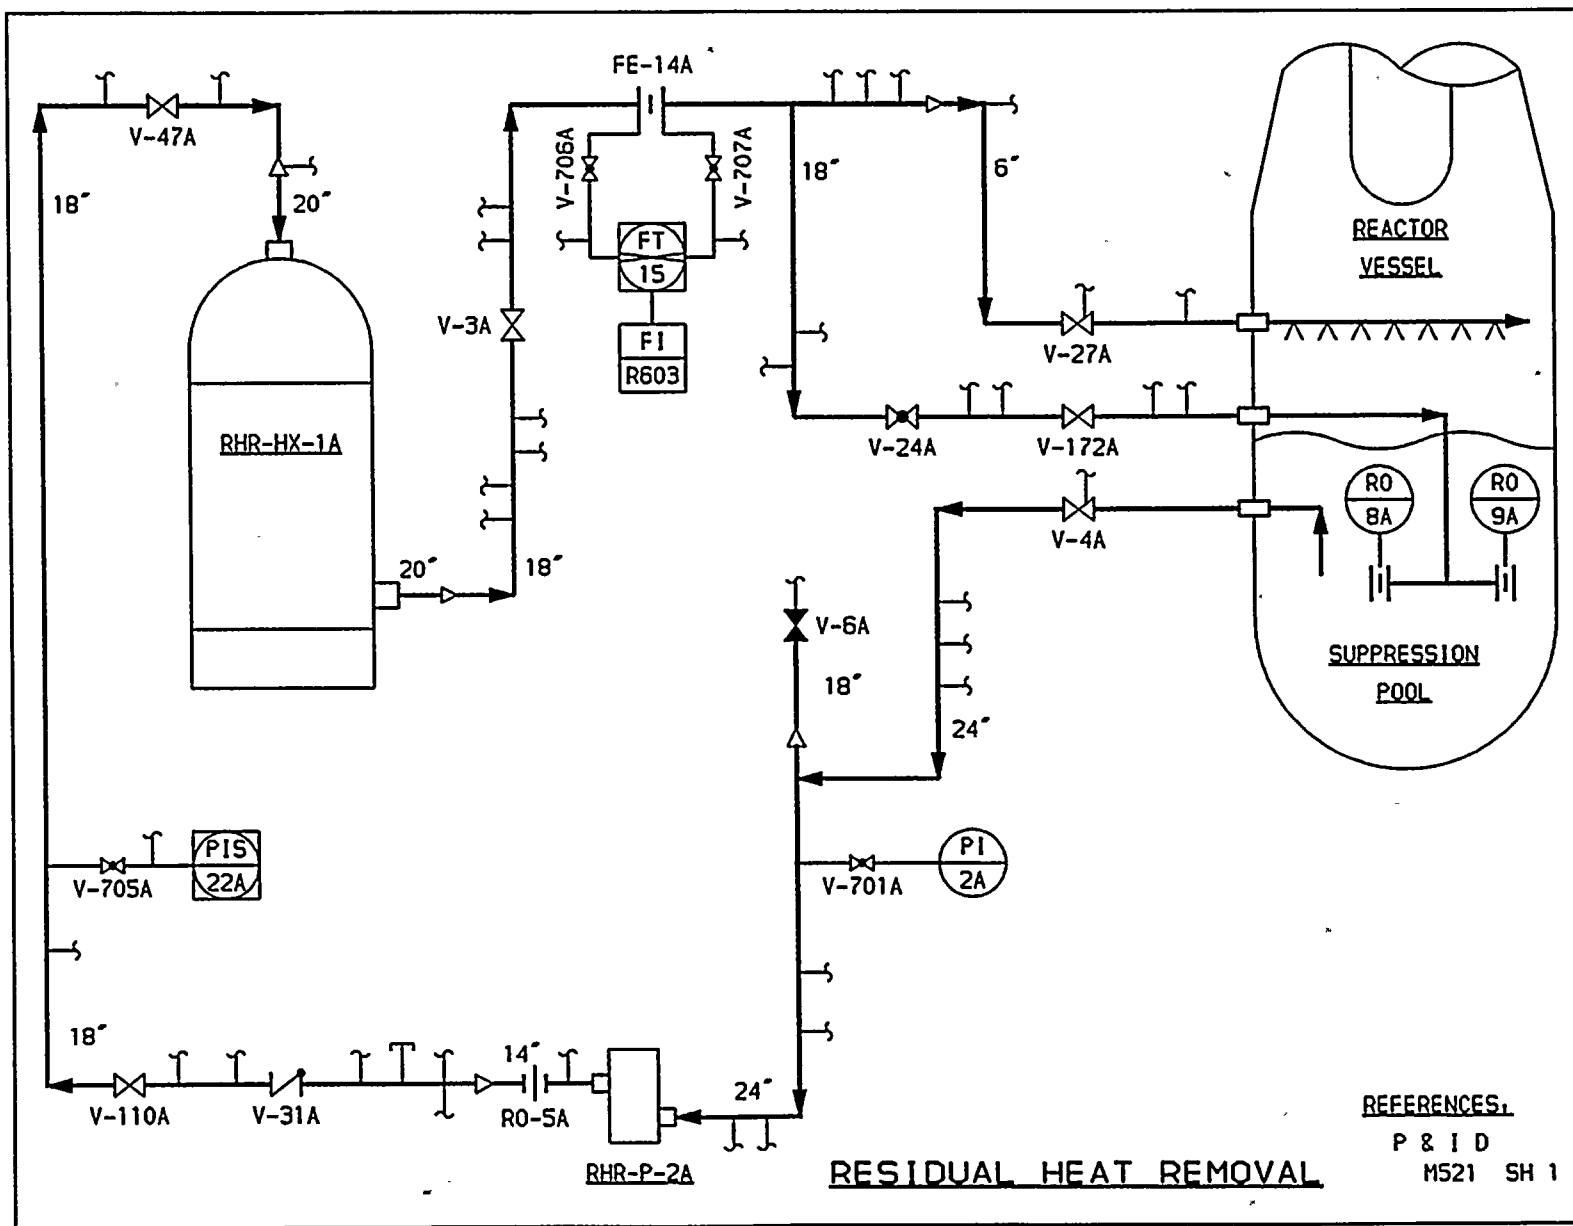 FE-14A
V-47A
V-706A
V-707A
18"
20"
18"
6"
FT
15
REACTOR
VESSEL
V-3A
FI
R603
V-27A
RHR-HX-1A
V-24A
V-172A
RO
8A
RO
9A
V-4A
20"
18"
V-6A
SUPPRESSION
POOL
18"
24"
PIS
22A
V-705A
PI
2A
V-701A
18"
14"
V-110A
V-31A
RO-5A
24"
RHR-P-2A
REFERENCES:
P & I D
M521 SH 1
RESIDUAL HEAT REMOVAL